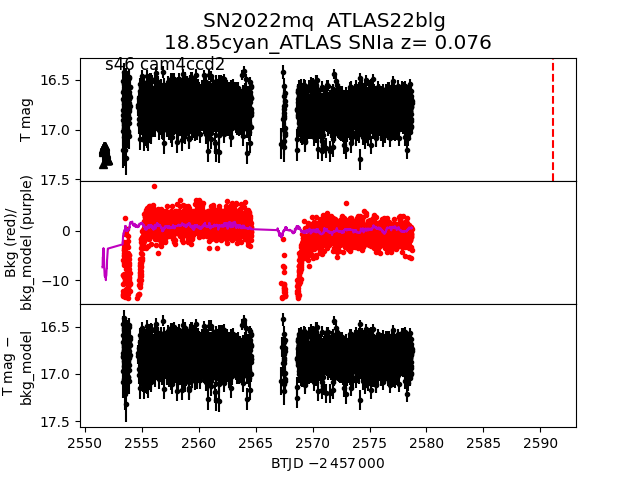 SN2022mq  ATLAS22blg
18.85cyan_ATLAS SNIa z= 0.076
s46 cam4ccd2
16.5
17.0
17.5
T mag
0
−10
Bkg (red)/
bkg_model (purple)
16.5
17.0
17.5
T mag −
bkg_model
2550 2555 2560 2565 2570 2575 2580 2585 2590
BTJD −2 457 000